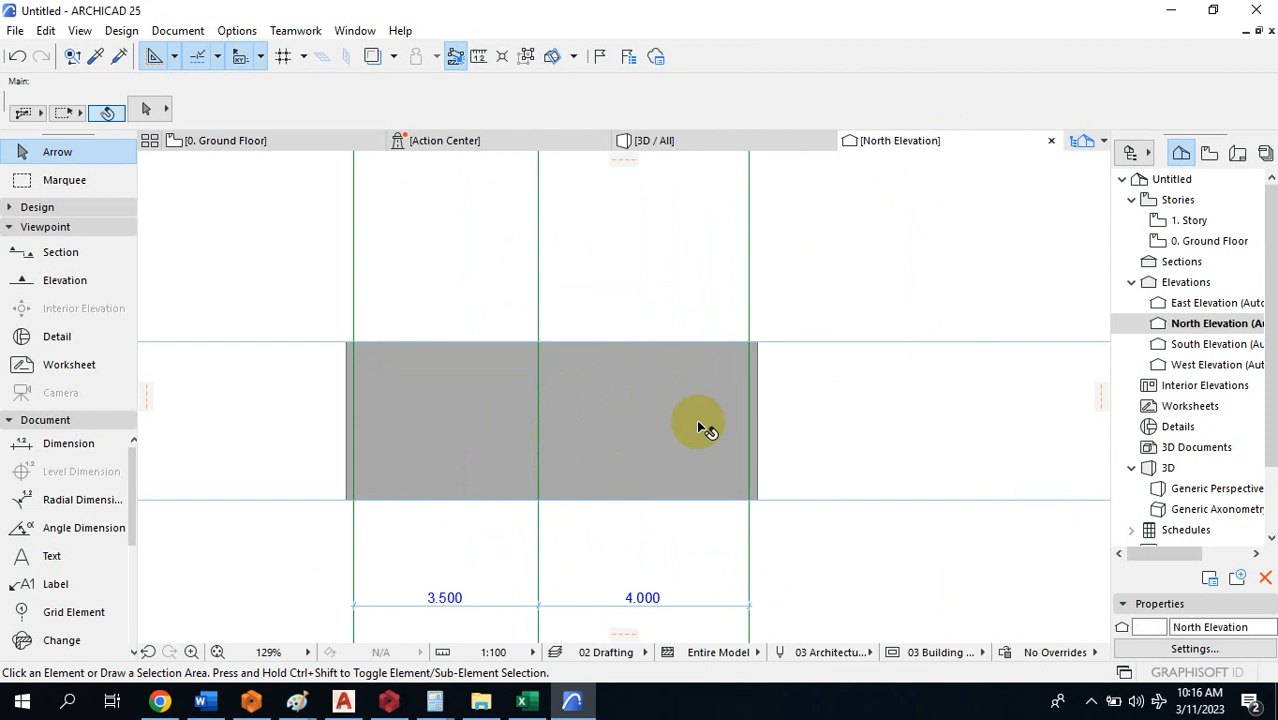 Untitled - ARCHICAD 25
File Edit View Design Document Options Teamwork Window Help
Main:
[0. Ground Floor] [Action Center] [3D / All] [North Elevation]
Arrow
Marquee
Design
Viewpoint
Section
Elevation
Interior Elevation
Detail
Worksheet
Camera
Document
Dimension
Level Dimension
Radial Dimensi...
Angle Dimension
Text
Label
Grid Element
Change
3.500 4.000
Untitled
Stories
1. Story
0. Ground Floor
Sections
Elevations
East Elevation (Auto
North Elevation (Au
South Elevation (Au
West Elevation (Aut
Interior Elevations
Worksheets
Details
3D Documents
3D
Generic Perspective
Generic Axonometr
Schedules
Properties
North Elevation
Settings...
129% N/A 1:100 02 Drafting Entire Model 03 Architectu... 03 Building ... No Overrides
Click an Element or Draw a Selection Area. Press and Hold Ctrl+Shift to Toggle Element/Sub-Element Selection.
GRAPHISOFT ID
10:16 AM
3/11/2023
2